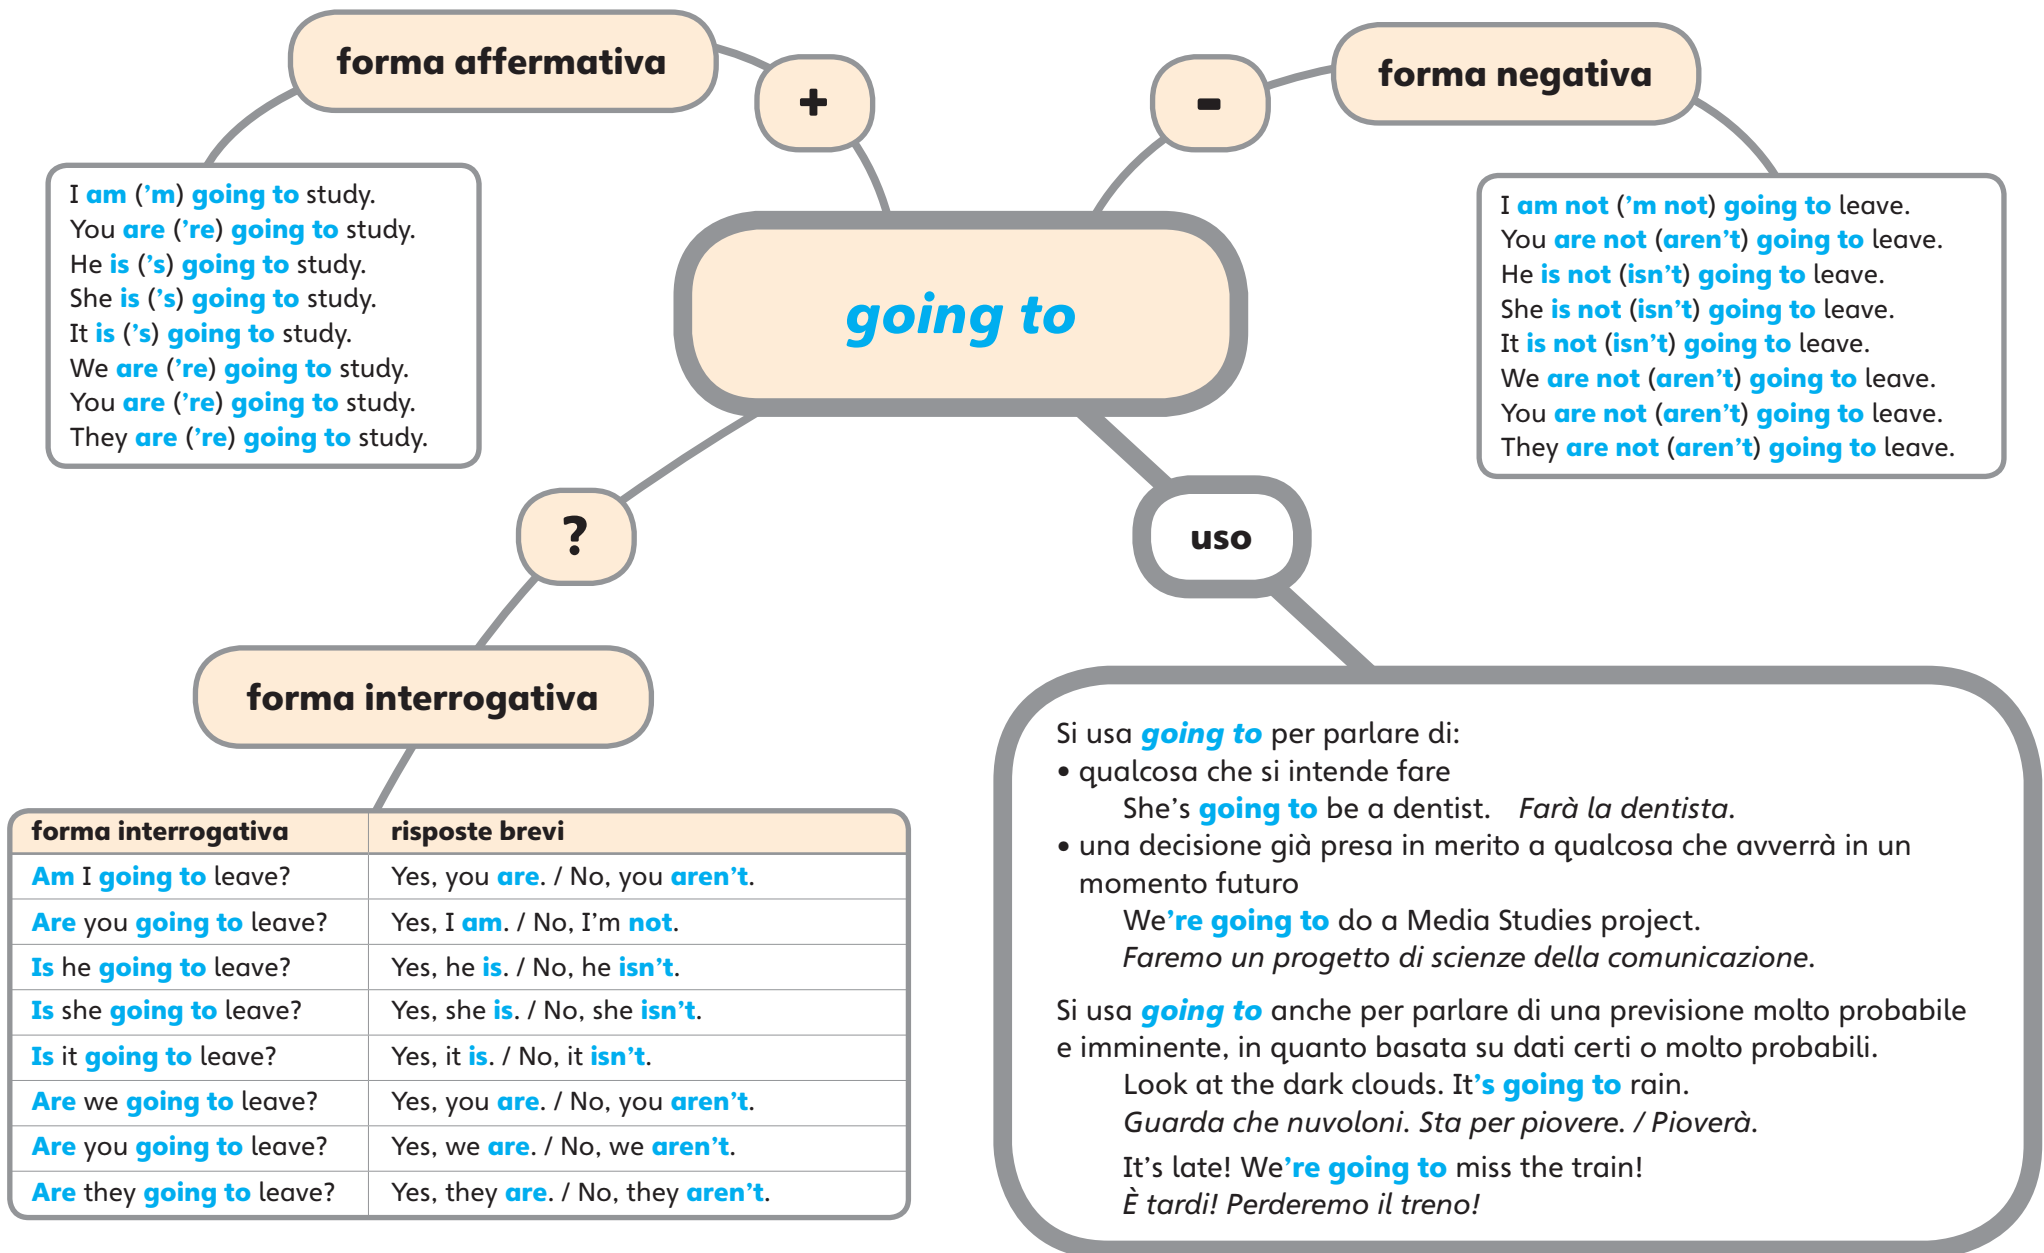 forma affermativa
+
I am ('m) going to study.
You are ('re) going to study.
He is ('s) going to study.
She is ('s) going to study.
It is ('s) going to study.
We are ('re) going to study.
You are ('re) going to study.
They are ('re) going to study.
-
forma negativa
I am not ('m not) going to leave.
You are not (aren't) going to leave.
He is not (isn't) going to leave.
She is not (isn't) going to leave.
It is not (isn't) going to leave.
We are not (aren't) going to leave.
You are not (aren't) going to leave.
They are not (aren't) going to leave.
going to
?
forma interrogativa
forma interrogativa risposte brevi
Am I going to leave? Yes, you are. / No, you aren't.
Are you going to leave? Yes, I am. / No, I'm not.
Is he going to leave? Yes, he is. / No, he isn't.
Is she going to leave? Yes, she is. / No, she isn't.
Is it going to leave? Yes, it is. / No, it isn't.
Are we going to leave? Yes, you are. / No, you aren't.
Are you going to leave? Yes, we are. / No, we aren't.
Are they going to leave? Yes, they are. / No, they aren't.
uso
Si usa going to per parlare di:
• qualcosa che si intende fare
She's going to be a dentist. Farà la dentista.
• una decisione già presa in merito a qualcosa che avverrà in un
momento futuro
We're going to do a Media Studies project.
Faremo un progetto di scienze della comunicazione.
Si usa going to anche per parlare di una previsione molto probabile
e imminente, in quanto basata su dati certi o molto probabili.
Look at the dark clouds. It's going to rain.
Guarda che nuvoloni. Sta per piovere. / Pioverà.
It's late! We're going to miss the train!
È tardi! Perderemo il treno!